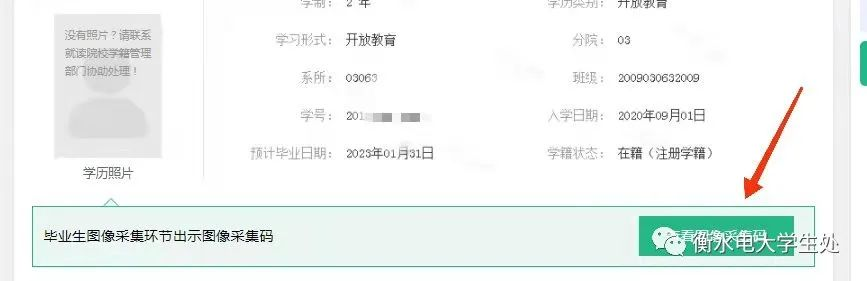 学制： 2 年 学历类别： 开放教育
没有照片？请联系
就读院校学籍管理
部门协助处理！
学习形式： 开放教育 分院： 03
系所： 03063 班级： 2009030632009
学号： 201 入学日期： 2020年09月01日
预计毕业日期： 2023年01月31日 学籍状态： 在籍（注册学籍）
学历照片
毕业生图像采集环节出示图像采集码
看图像采集码
衡水电大学生处